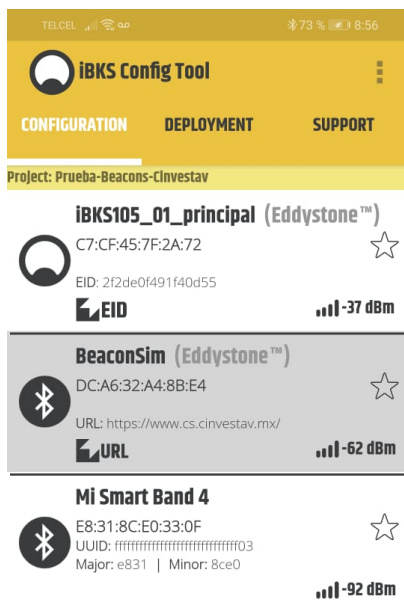 TELCEL 73 % 8:56
iBKS Config Tool
CONFIGURATION DEPLOYMENT SUPPORT
Project: Prueba-Beacons-Cinvestav
iBKS105_01_principal (Eddystone™)
C7:CF:45:7F:2A:72
EID: 2f2de0f491f40d55
EID -37 dBm
BeaconSim (Eddystone™)
DC:A6:32:A4:8B:E4
URL: https://www.cs.cinvestav.mx/
URL -62 dBm
Mi Smart Band 4
E8:31:8C:E0:33:0F
UUID: ffffffffffffffffffffffffffffff03
Major: e831 | Minor: 8ce0
-92 dBm